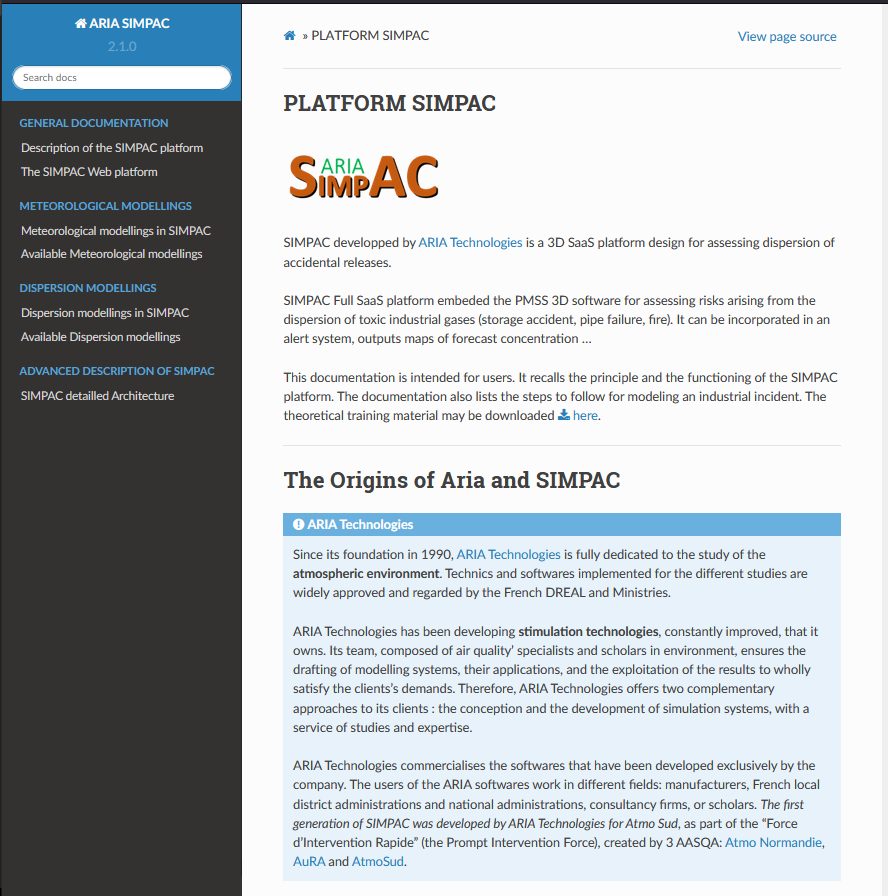 ARIA SIMPAC
2.1.0
Search docs
GENERAL DOCUMENTATION
Description of the SIMPAC platform
The SIMPAC Web platform
METEOROLOGICAL MODELLINGS
Meteorological modellings in SIMPAC
Available Meteorological modellings
DISPERSION MODELLINGS
Dispersion modellings in SIMPAC
Available Dispersion modellings
ADVANCED DESCRIPTION OF SIMPAC
SIMPAC detailled Architecture
» PLATFORM SIMPAC
View page source
PLATFORM SIMPAC
ARIA
SIMPAC
SIMPAC developped by ARIA Technologies is a 3D SaaS platform design for assessing dispersion of
accidental releases.
SIMPAC Full SaaS platform embeded the PMSS 3D software for assessing risks arising from the
dispersion of toxic industrial gases (storage accident, pipe failure, fire). It can be incorporated in an
alert system, outputs maps of forecast concentration ...
This documentation is intended for users. It recalls the principle and the functioning of the SIMPAC
platform. The documentation also lists the steps to follow for modeling an industrial incident. The
theoretical training material may be downloaded here.
The Origins of Aria and SIMPAC
ARIA Technologies
Since its foundation in 1990, ARIA Technologies is fully dedicated to the study of the
atmospheric environment. Technics and softwares implemented for the different studies are
widely approved and regarded by the French DREAL and Ministries.
ARIA Technologies has been developing stimulation technologies, constantly improved, that it
owns. Its team, composed of air quality' specialists and scholars in environment, ensures the
drafting of modelling systems, their applications, and the exploitation of the results to wholly
satisfy the clients's demands. Therefore, ARIA Technologies offers two complementary
approaches to its clients : the conception and the development of simulation systems, with a
service of studies and expertise.
ARIA Technologies commercialises the softwares that have been developed exclusively by the
company. The users of the ARIA softwares work in different fields: manufacturers, French local
district administrations and national administrations, consultancy firms, or scholars. The first
generation of SIMPAC was developed by ARIA Technologies for Atmo Sud, as part of the "Force
d'Intervention Rapide" (the Prompt Intervention Force), created by 3 AASQA: Atmo Normandie,
AuRA and AtmoSud.